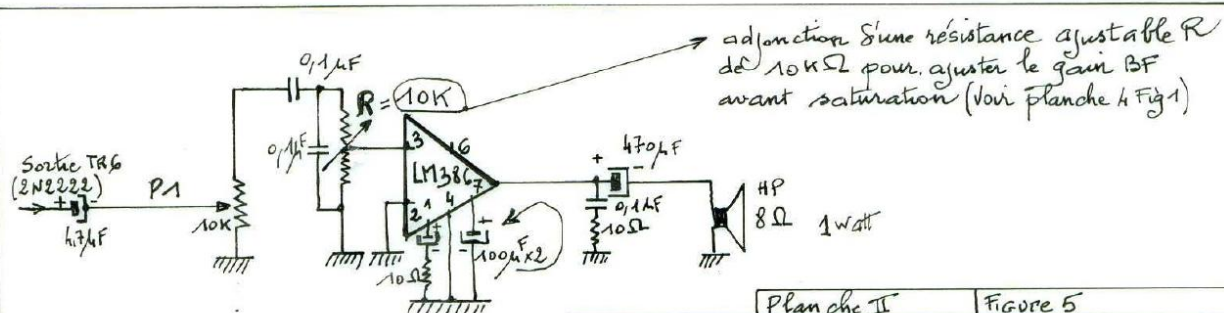 adjonction d'une résistance ajustable R
de 10KΩ pour ajuster le gain BF
avant saturation (Voir planche 4 Fig 1)
0,1µF
R = 10K
0,1µF
Sortie TR6
(2N2222)
+ -
4,7µF
P1
10K
3
6
LM386
7
2
1
4
+
-
10Ω
+
-
100µF x2
+ 470µF
-
0,1µF
10Ω
HP
8Ω
1 watt
Planche II
Figure 5